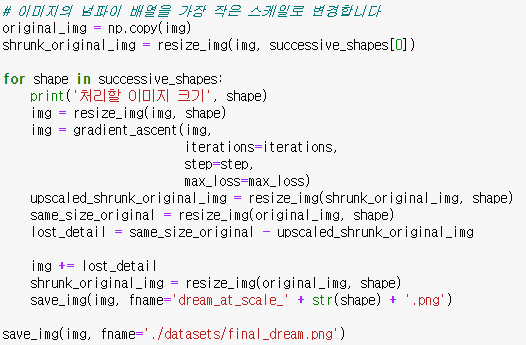 # 이미지의 넘파이 배열을 가장 작은 스케일로 변경합니다
original_img = np.copy(img)
shrunk_original_img = resize_img(img, successive_shapes[0])
for shape in successive_shapes:
    print('처리할 이미지 크기', shape)
    img = resize_img(img, shape)
    img = gradient_ascent(img,
                          iterations=iterations,
                          step=step,
                          max_loss=max_loss)
    upscaled_shrunk_original_img = resize_img(shrunk_original_img, shape)
    same_size_original = resize_img(original_img, shape)
    lost_detail = same_size_original - upscaled_shrunk_original_img
    img += lost_detail
    shrunk_original_img = resize_img(original_img, shape)
    save_img(img, fname='dream_at_scale_' + str(shape) + '.png')
save_img(img, fname='./datasets/final_dream.png')